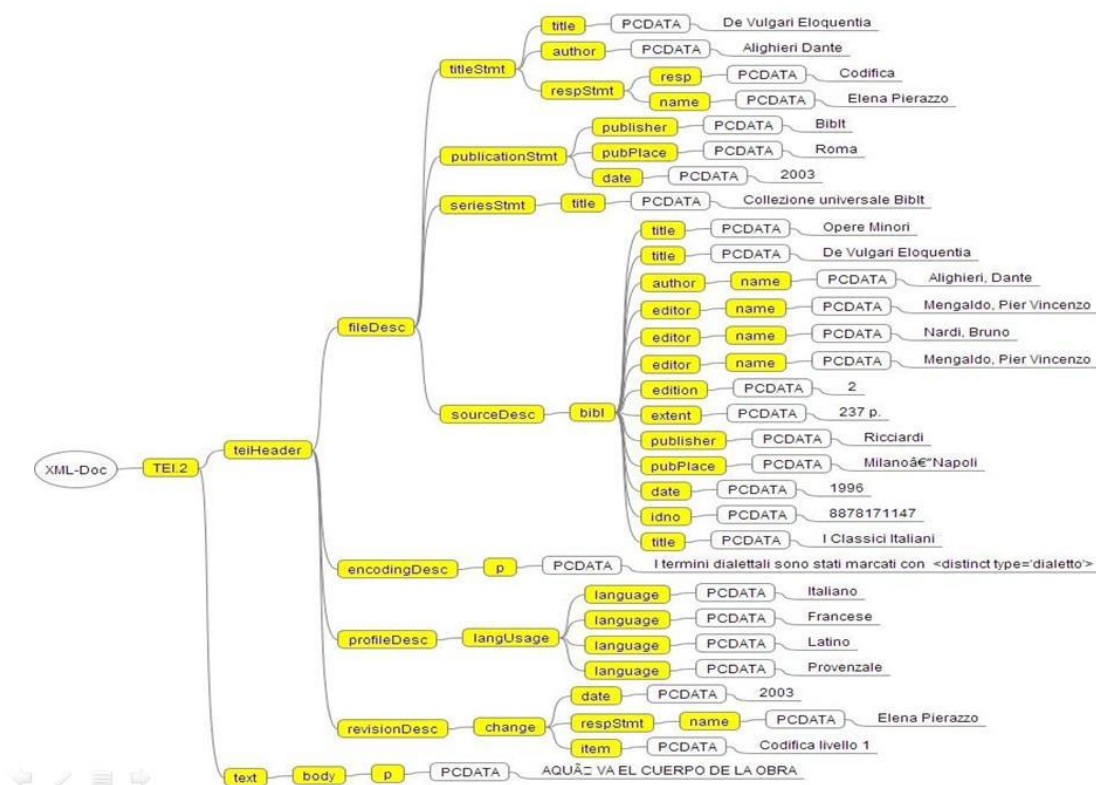 title PCDATA De Vulgari Eloquentia
author PCDATA Alighieri Dante
titleStmt
resp PCDATA Codifica
respStmt
name PCDATA Elena Pierazzo
publisher PCDATA BibIt
publicationStmt pubPlace PCDATA Roma
date PCDATA 2003
seriesStmt title PCDATA Collezione universale BibIt
title PCDATA Opere Minori
title PCDATA De Vulgari Eloquentia
author name PCDATA Alighieri, Dante
editor name PCDATA Mengaldo, Pier Vincenzo
fileDesc
editor name PCDATA Nardi, Bruno
editor name PCDATA Mengaldo, Pier Vincenzo
edition PCDATA 2
sourceDesc bibl extent PCDATA 237 p.
publisher PCDATA Ricciardi
teiHeader
XML-Doc TEI.2 pubPlace PCDATA Milanoâ€“Napoli
date PCDATA 1996
idno PCDATA 8878171147
title PCDATA I Classici Italiani
encodingDesc p PCDATA I termini dialettali sono stati marcati con <distinct type='dialetto'>
language PCDATA Italiano
language PCDATA Francese
profileDesc langUsage
language PCDATA Latino
language PCDATA Provenzale
date PCDATA 2003
revisionDesc change respStmt name PCDATA Elena Pierazzo
item PCDATA Codifica livello 1
text body p PCDATA VA EL CUERPO DE LA OBRA